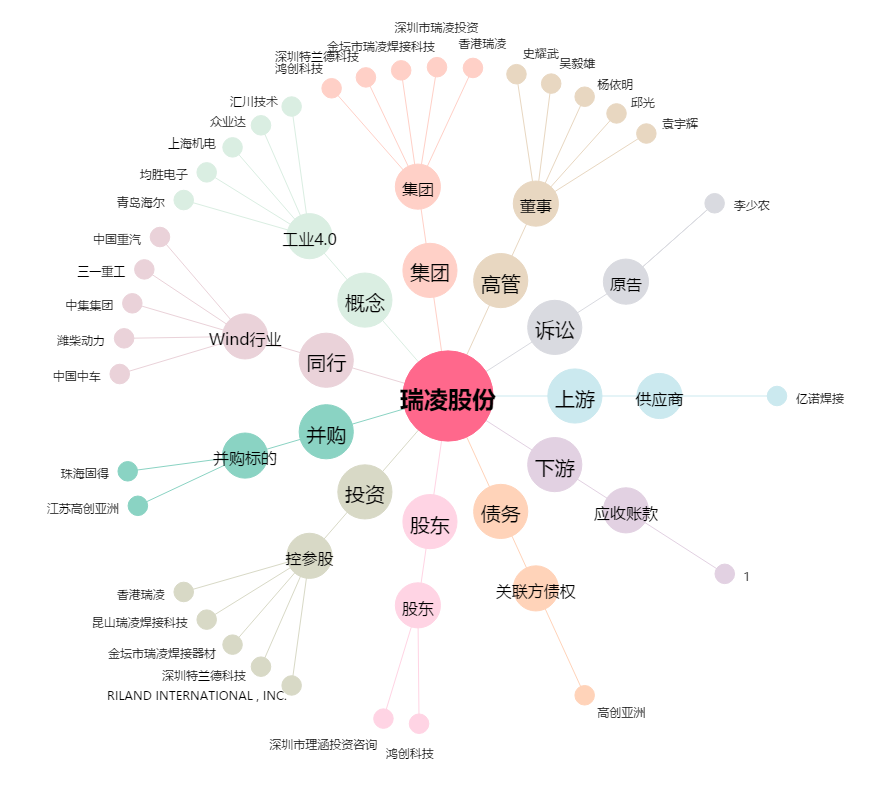 深圳市瑞凌投资
金坛市瑞凌焊接科技
香港瑞凌
深圳特兰德科技
鸿创科技
史耀武
吴毅雄
杨依明
邱光
袁宇辉
汇川技术
众业达
上海机电
均胜电子
青岛海尔
集团
董事
李少农
工业4.0
中国重汽
三一重工
中集集团
潍柴动力
中国中车
集团
高管
原告
概念
诉讼
Wind行业
同行
瑞凌股份
上游
供应商
亿诺焊接
并购
并购标的
珠海固得
江苏高创亚洲
下游
应收账款
1
投资
股东
债务
控参股
关联方债权
香港瑞凌
昆山瑞凌焊接科技
金坛市瑞凌焊接器材
深圳特兰德科技
RILAND INTERNATIONAL , INC.
股东
高创亚洲
深圳市理涵投资咨询
鸿创科技